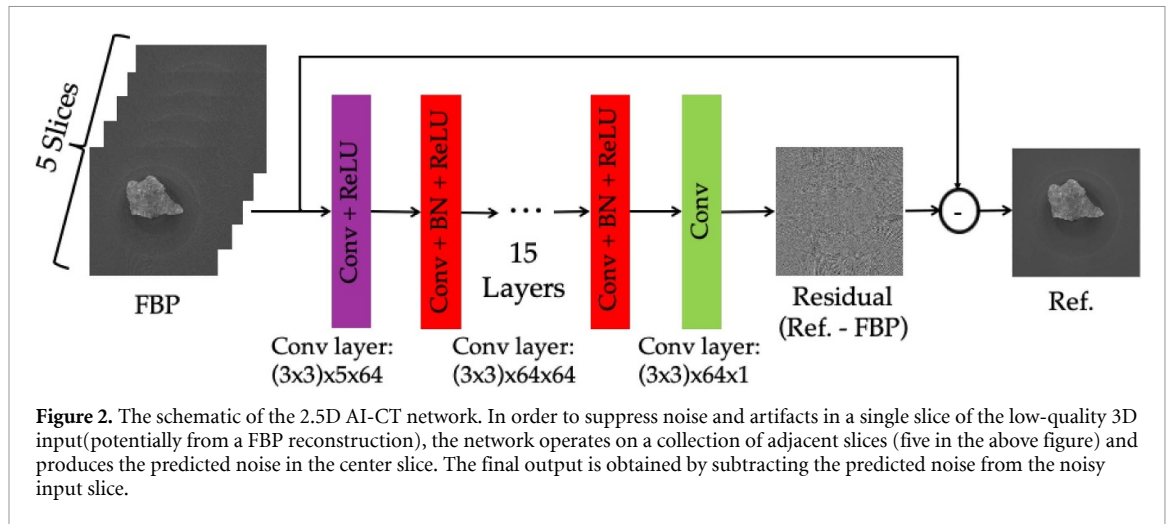 5 Slices
FBP
Conv + ReLU
Conv + BN + ReLU
...
15
Layers
Conv + BN + ReLU
Conv
Residual
(Ref. - FBP)
-
Ref.
Conv layer:
(3x3)x5x64
Conv layer:
(3x3)x64x64
Conv layer:
(3x3)x64x1
Figure 2. The schematic of the 2.5D AI-CT network. In order to suppress noise and artifacts in a single slice of the low-quality 3D
input(potentially from a FBP reconstruction), the network operates on a collection of adjacent slices (five in the above figure) and
produces the predicted noise in the center slice. The final output is obtained by subtracting the predicted noise from the noisy
input slice.